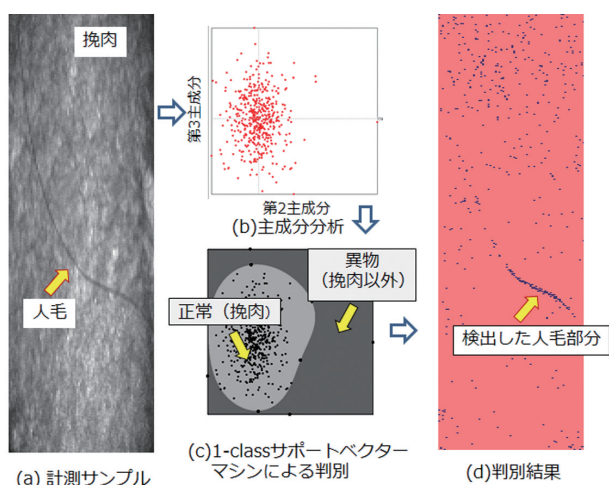 挽肉
人毛
(a) 計測サンプル
第3主成分
第2主成分
(b)主成分分析
異物
（挽肉以外）
正常（挽肉)
(c)1-classサポートベクター
マシンによる判別
検出した人毛部分
(d)判別結果